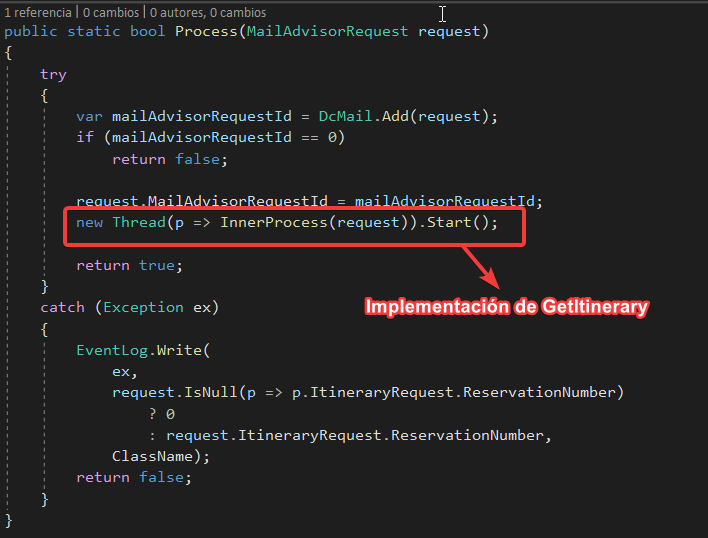 1 referencia | 0 cambios | 0 autores, 0 cambios
public static bool Process(MailAdvisorRequest request)
{
try
{
var mailAdvisorRequestId = DcMail.Add(request);
if (mailAdvisorRequestId == 0)
return false;
request.MailAdvisorRequestId = mailAdvisorRequestId;
new Thread(p => InnerProcess(request)).Start();
return true;
}
Implementación de GetItinerary
catch (Exception ex)
{
EventLog.Write(
ex,
request.IsNull(p => p.ItineraryRequest.ReservationNumber)
? 0
: request.ItineraryRequest.ReservationNumber,
ClassName);
return false;
}
}